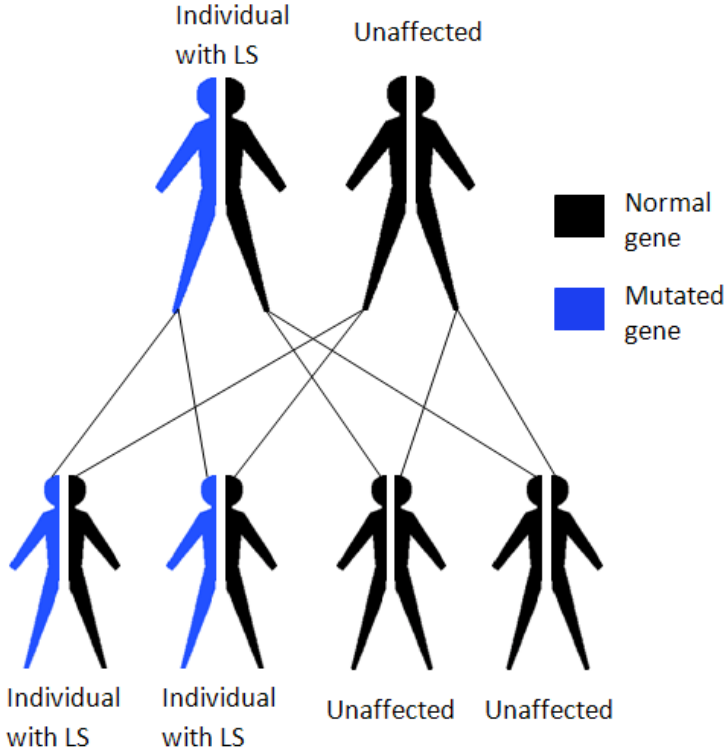 Individual
with LS
Unaffected
Normal
gene
Mutated
gene
Individual
with LS
Individual
with LS
Unaffected
Unaffected